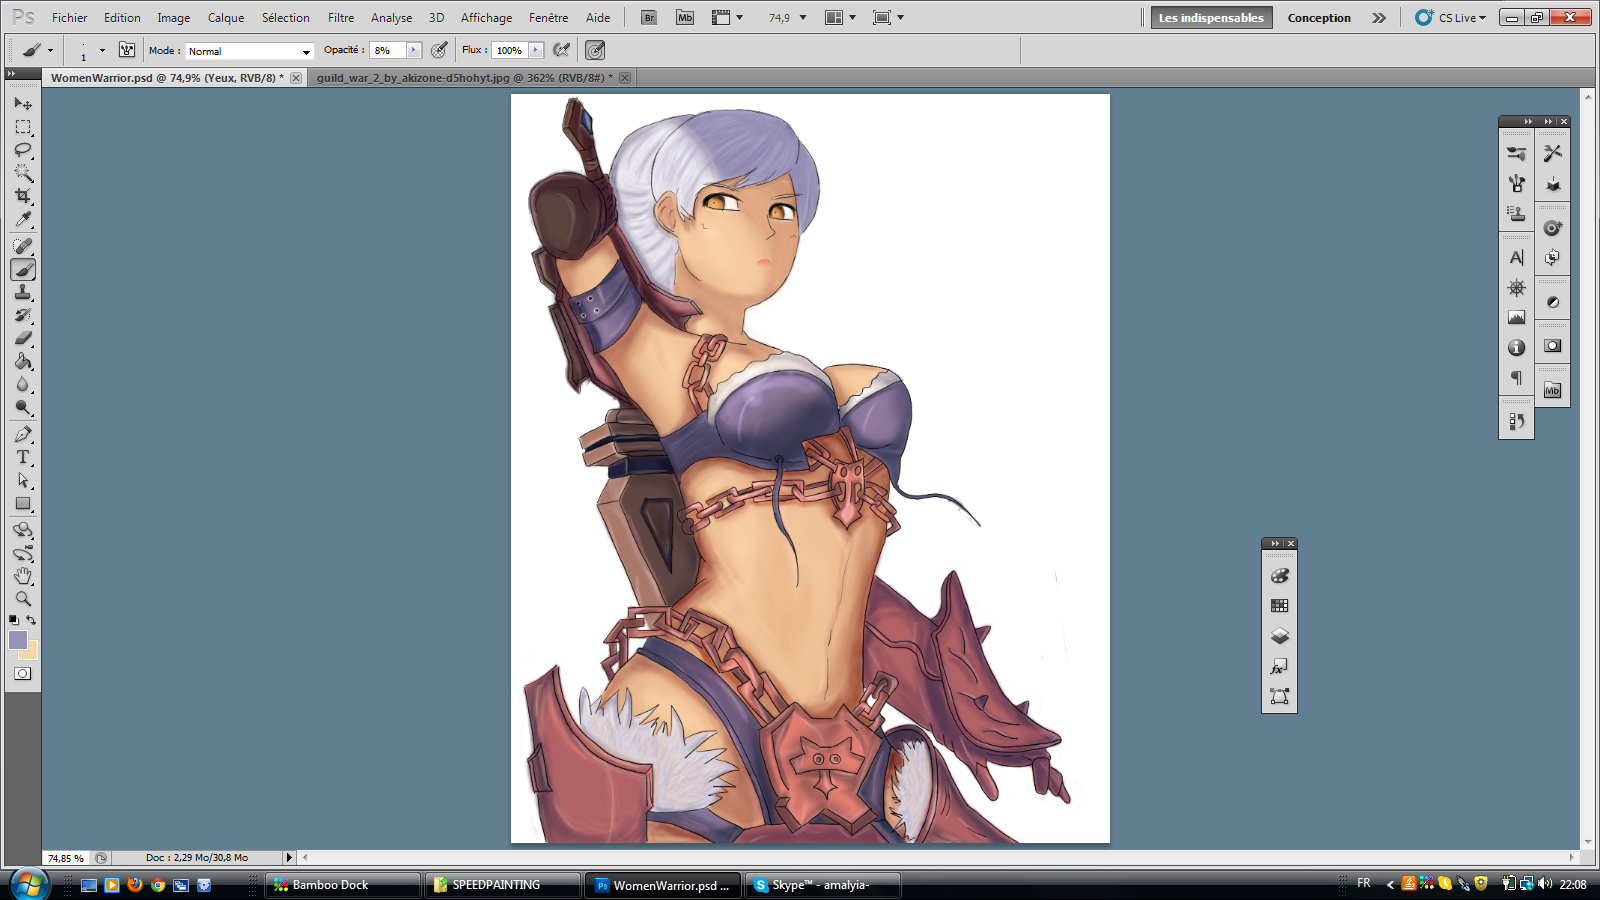 Ps Fichier Edition Image Calque Sélection Filtre Analyse 3D Affichage Fenêtre Aide Br Mb 74,9 Les indispensables Conception CS Live
1 Mode : Normal Opacité : 8% Flux : 100%
WomenWarrior.psd @ 74,9% (Yeux, RVB/8) * guild_war_2_by_akizone-d5hohyt.jpg @ 362% (RVB/8#) *
Mb
74,85 % Doc : 2,29 Mo/30,8 Mo
Bamboo Dock SPEEDPAINTING Ps WomenWarrior.psd ... Skype™ - amalyia- FR 22:08